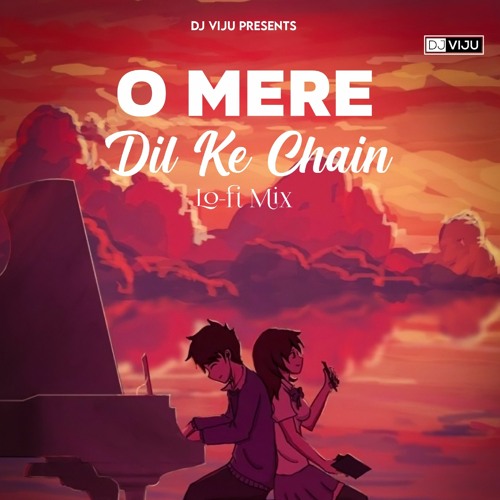 DJ VIJU PRESENTS
DJ VIJU
O MERE
Dil Ke Chain
Lo-fi Mix